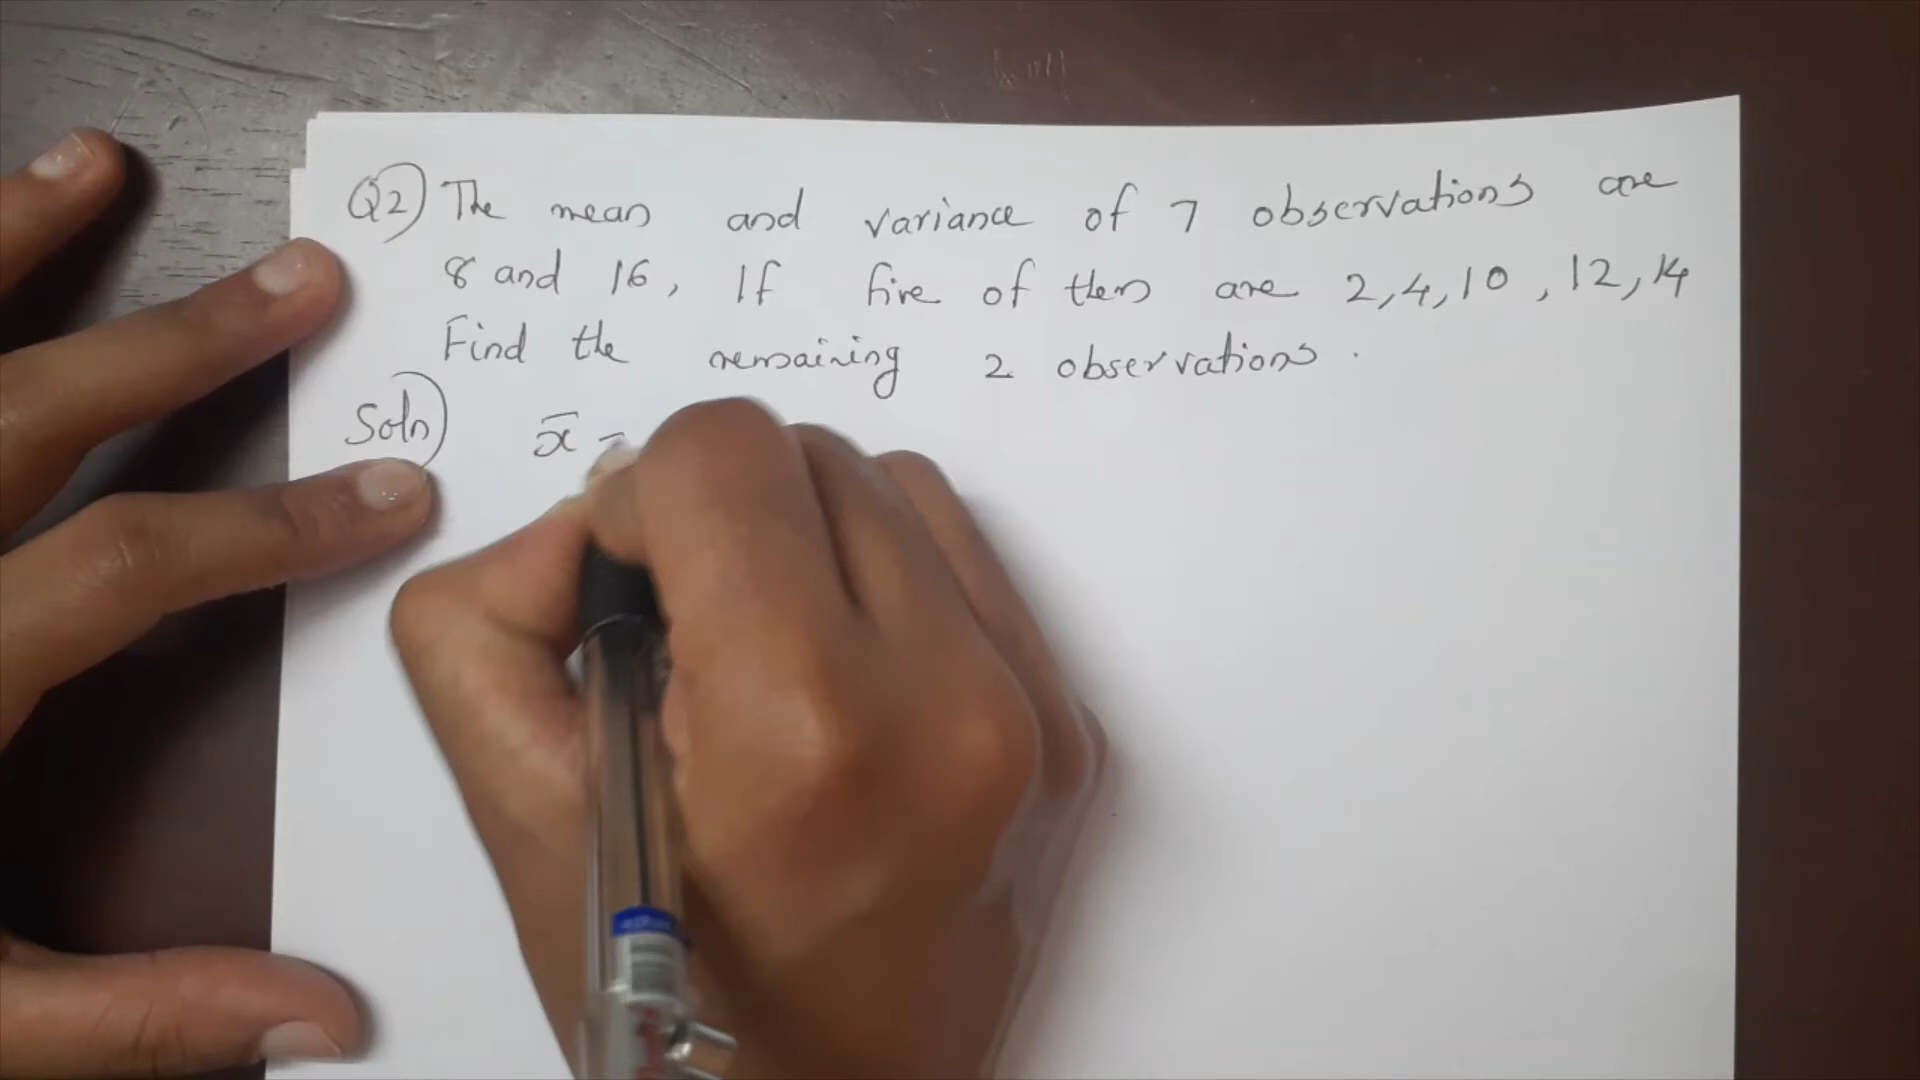 Q2) The mean and variance of 7 observations are
8 and 16, If five of them are 2,4,10,12,14
Find the remaining 2 observations.
Soln) x̄ =